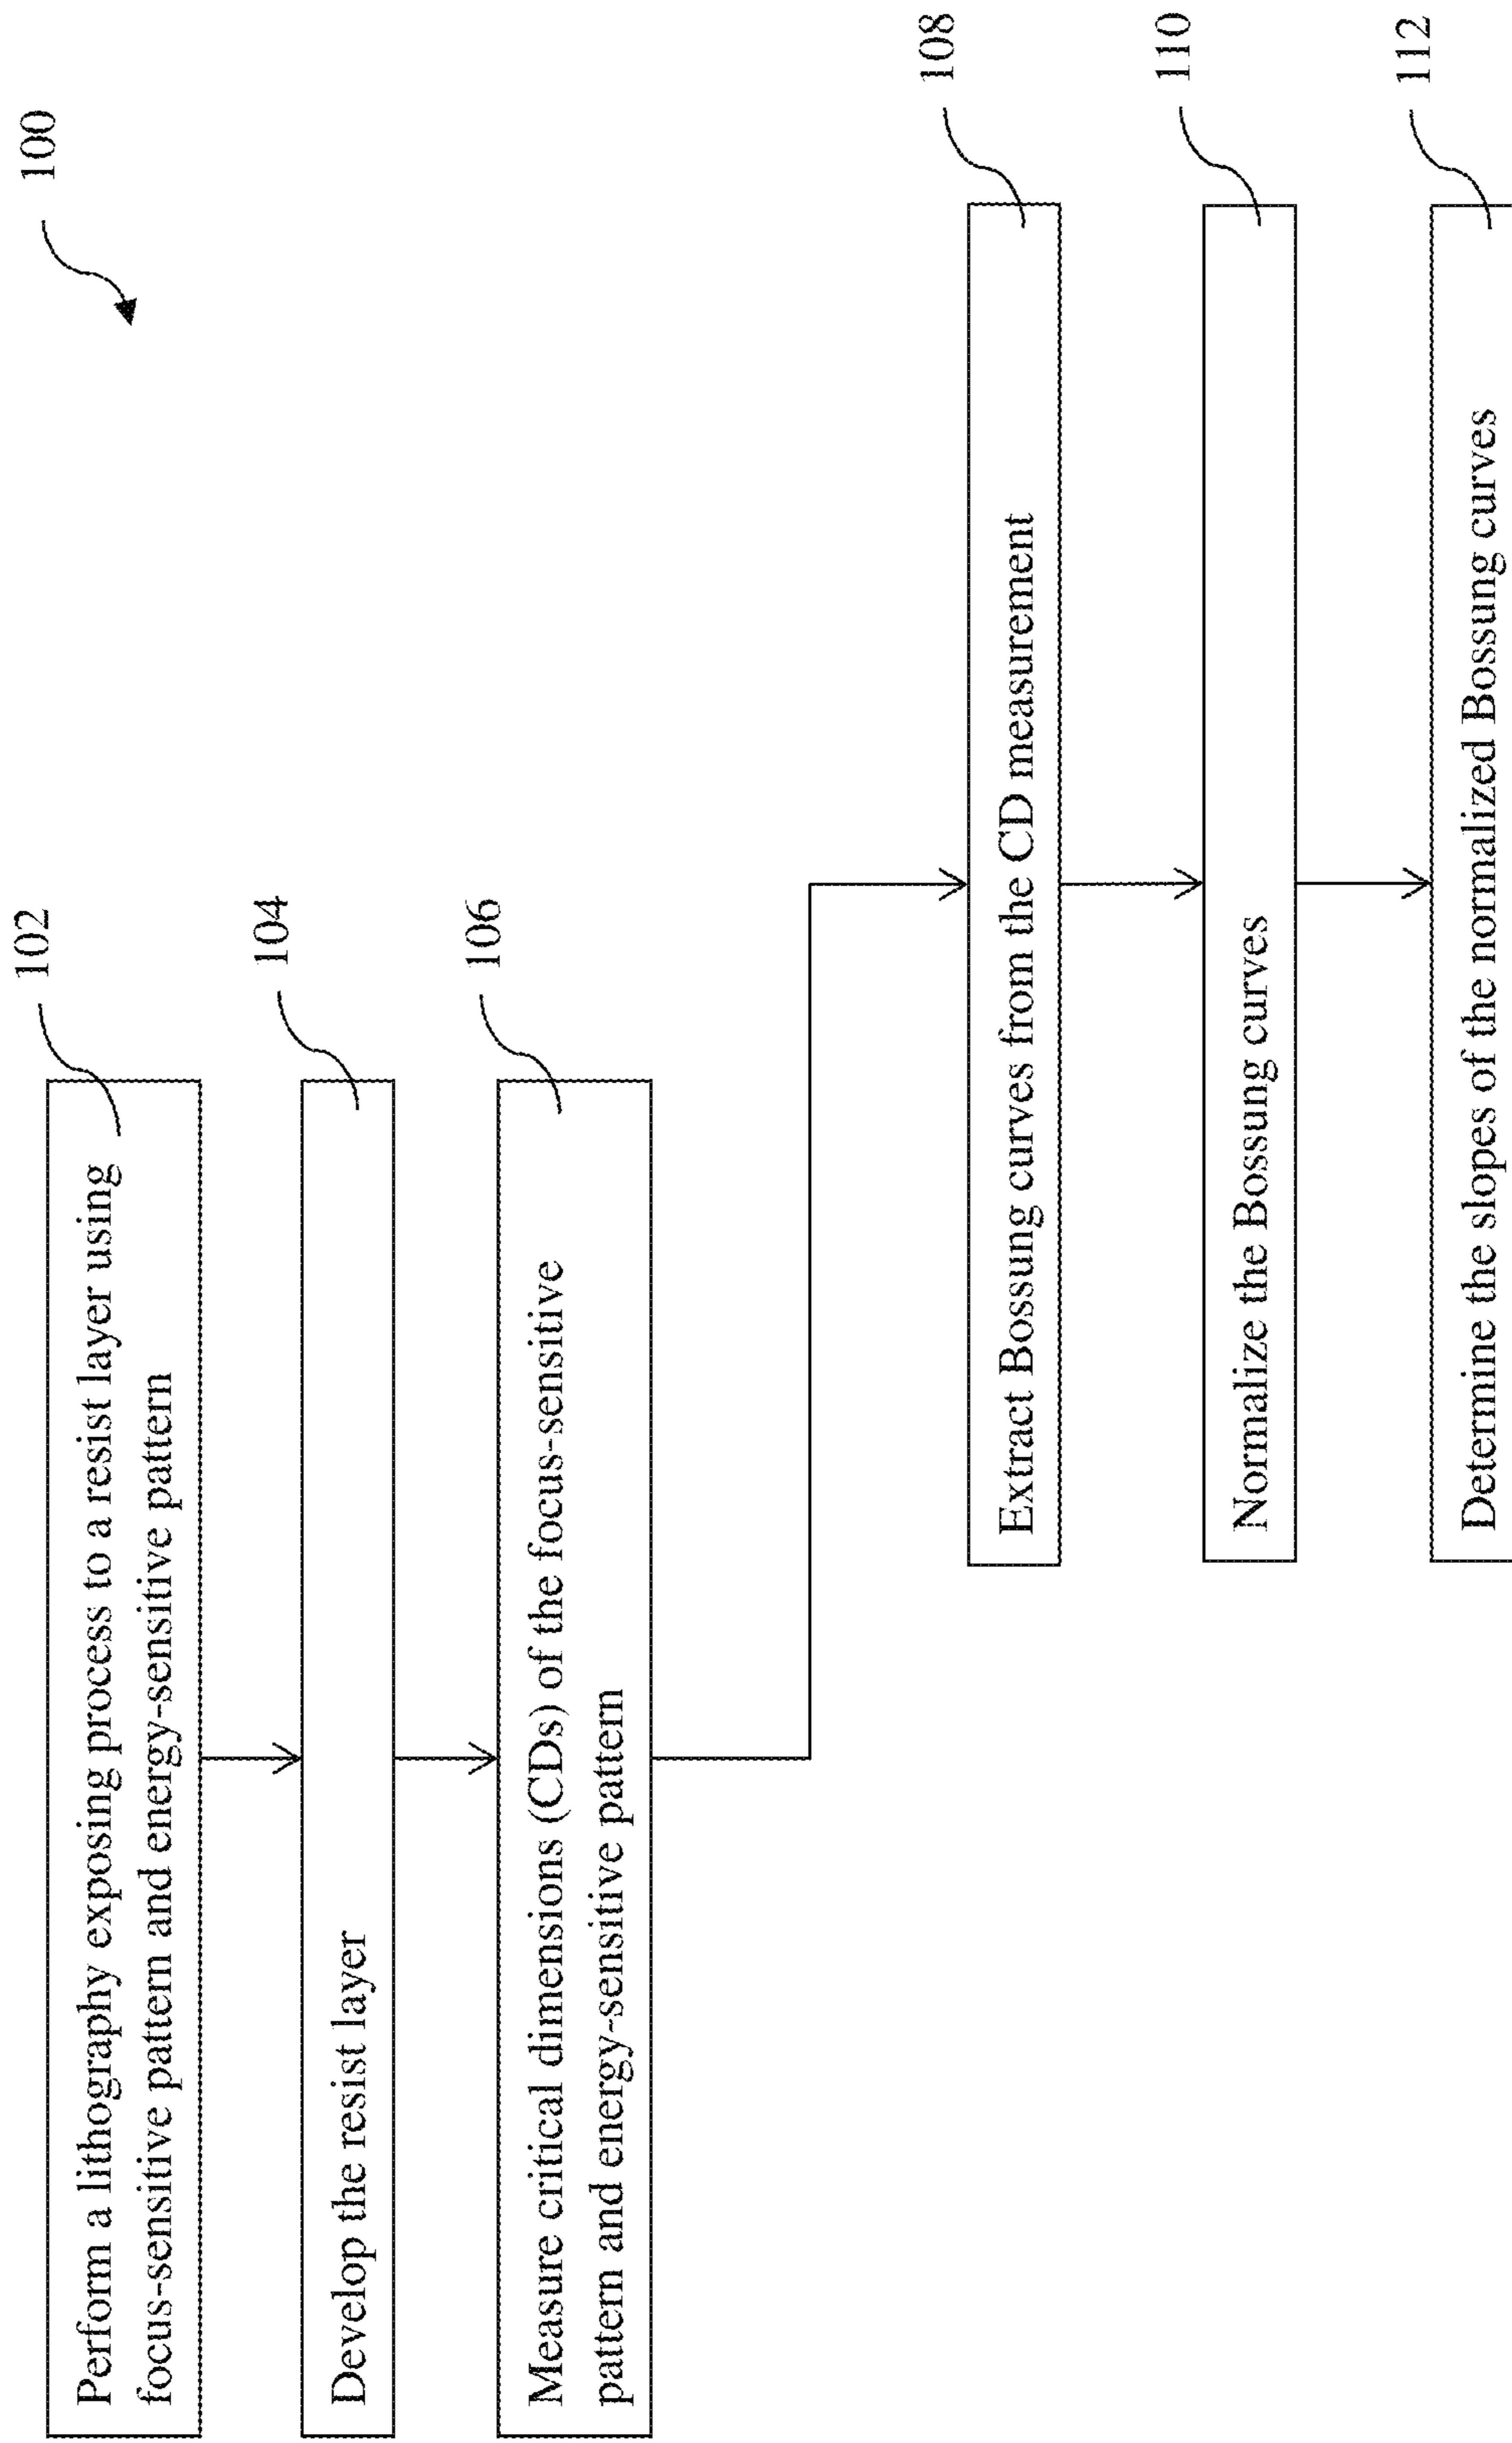 100
102
Perform a lithography exposing process to a resist layer using
focus-sensitive pattern and energy-sensitive pattern
104
Develop the resist layer
106
Measure critical dimensions (CDs) of the focus-sensitive
pattern and energy-sensitive pattern
108
Extract Bossung curves from the CD measurement
110
Normalize the Bossung curves
112
Determine the slopes of the normalized Bossung curves